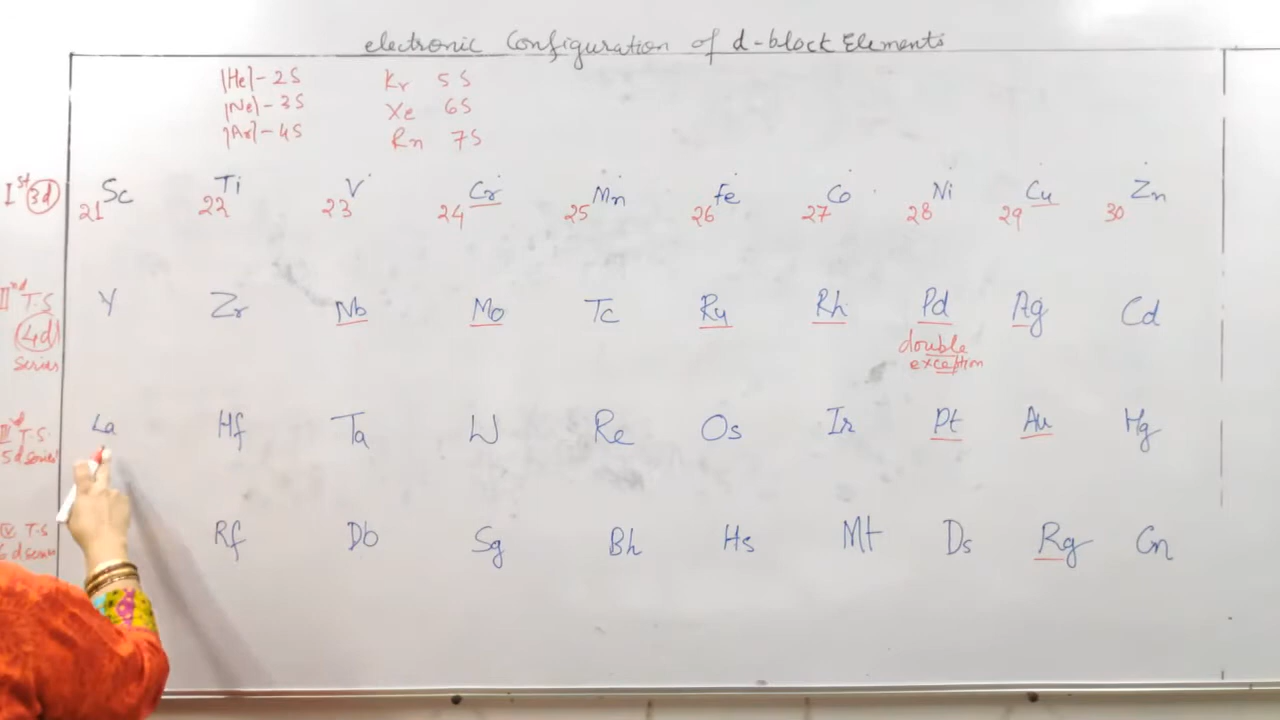 electronic Configuration of d-block Elements
[He]-2S Kr 5S
[Ne]-3S Xe 6S
[Ar]-4S Rn 7S
Ist 3d Sc Ti V Cr Mn Fe Co Ni Cu Zn
21 22 23 24 25 26 27 28 29 30
IInd T.S Y Zr Nb Mo Tc Ru Rh Pd Ag Cd
4d series double exception
T.S. La Hf Ta W Re Os Ir Pt Au Hg
5d series
T.S Rf Db Sg Bh Hs Mt Ds Rg Cn
6d series